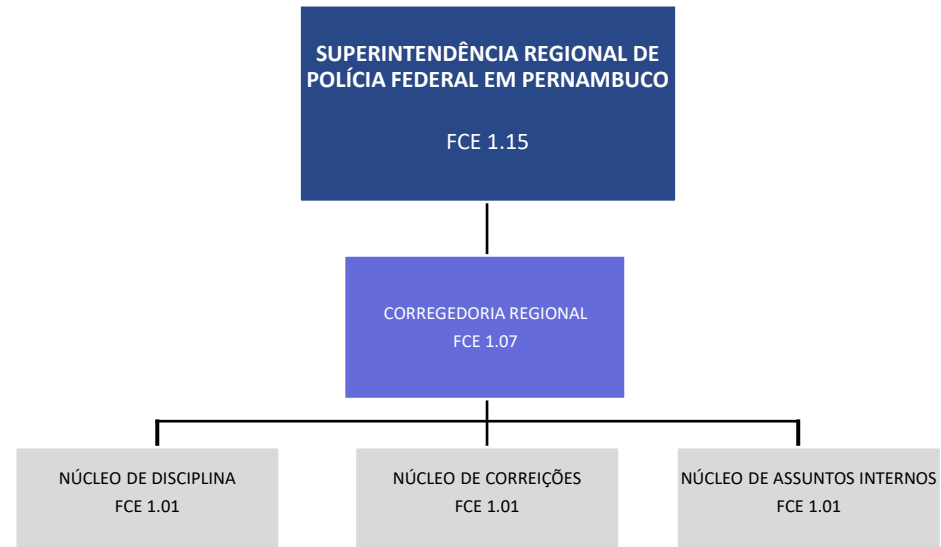 SUPERINTENDÊNCIA REGIONAL DE
POLÍCIA FEDERAL EM PERNAMBUCO
FCE 1.15
CORREGEDORIA REGIONAL
FCE 1.07
NÚCLEO DE DISCIPLINA
FCE 1.01
NÚCLEO DE CORREIÇÕES
FCE 1.01
NÚCLEO DE ASSUNTOS INTERNOS
FCE 1.01